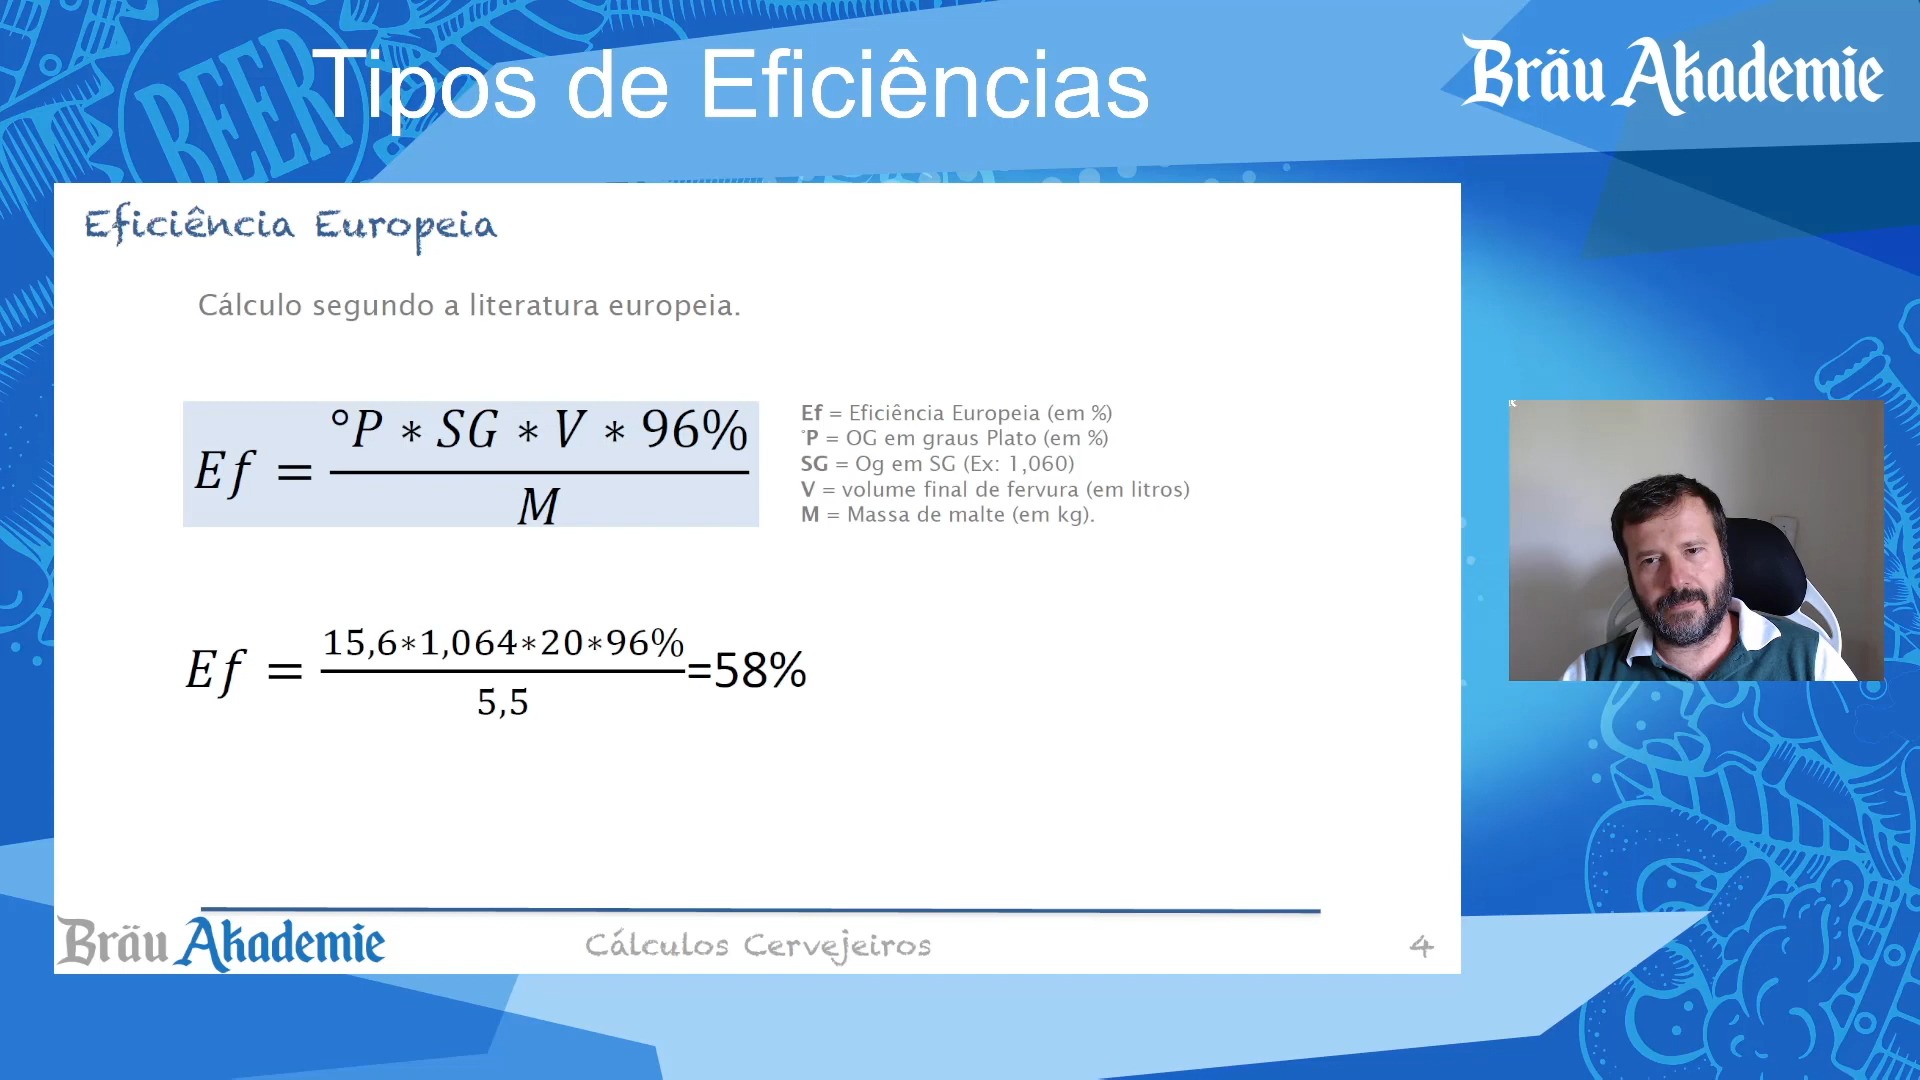 BEER
Tipos de Eficiências
Bräu Akademie
Eficiência Europeia
Cálculo segundo a literatura europeia.
Ef = °P * SG * V * 96%
M
Ef = Eficiência Europeia (em %)
°P = OG em graus Plato (em %)
SG = Og em SG (Ex: 1,060)
V = volume final de fervura (em litros)
M = Massa de malte (em kg).
Ef = 15,6*1,064*20*96% =58%
5,5
Bräu Akademie
Cálculos Cervejeiros
4